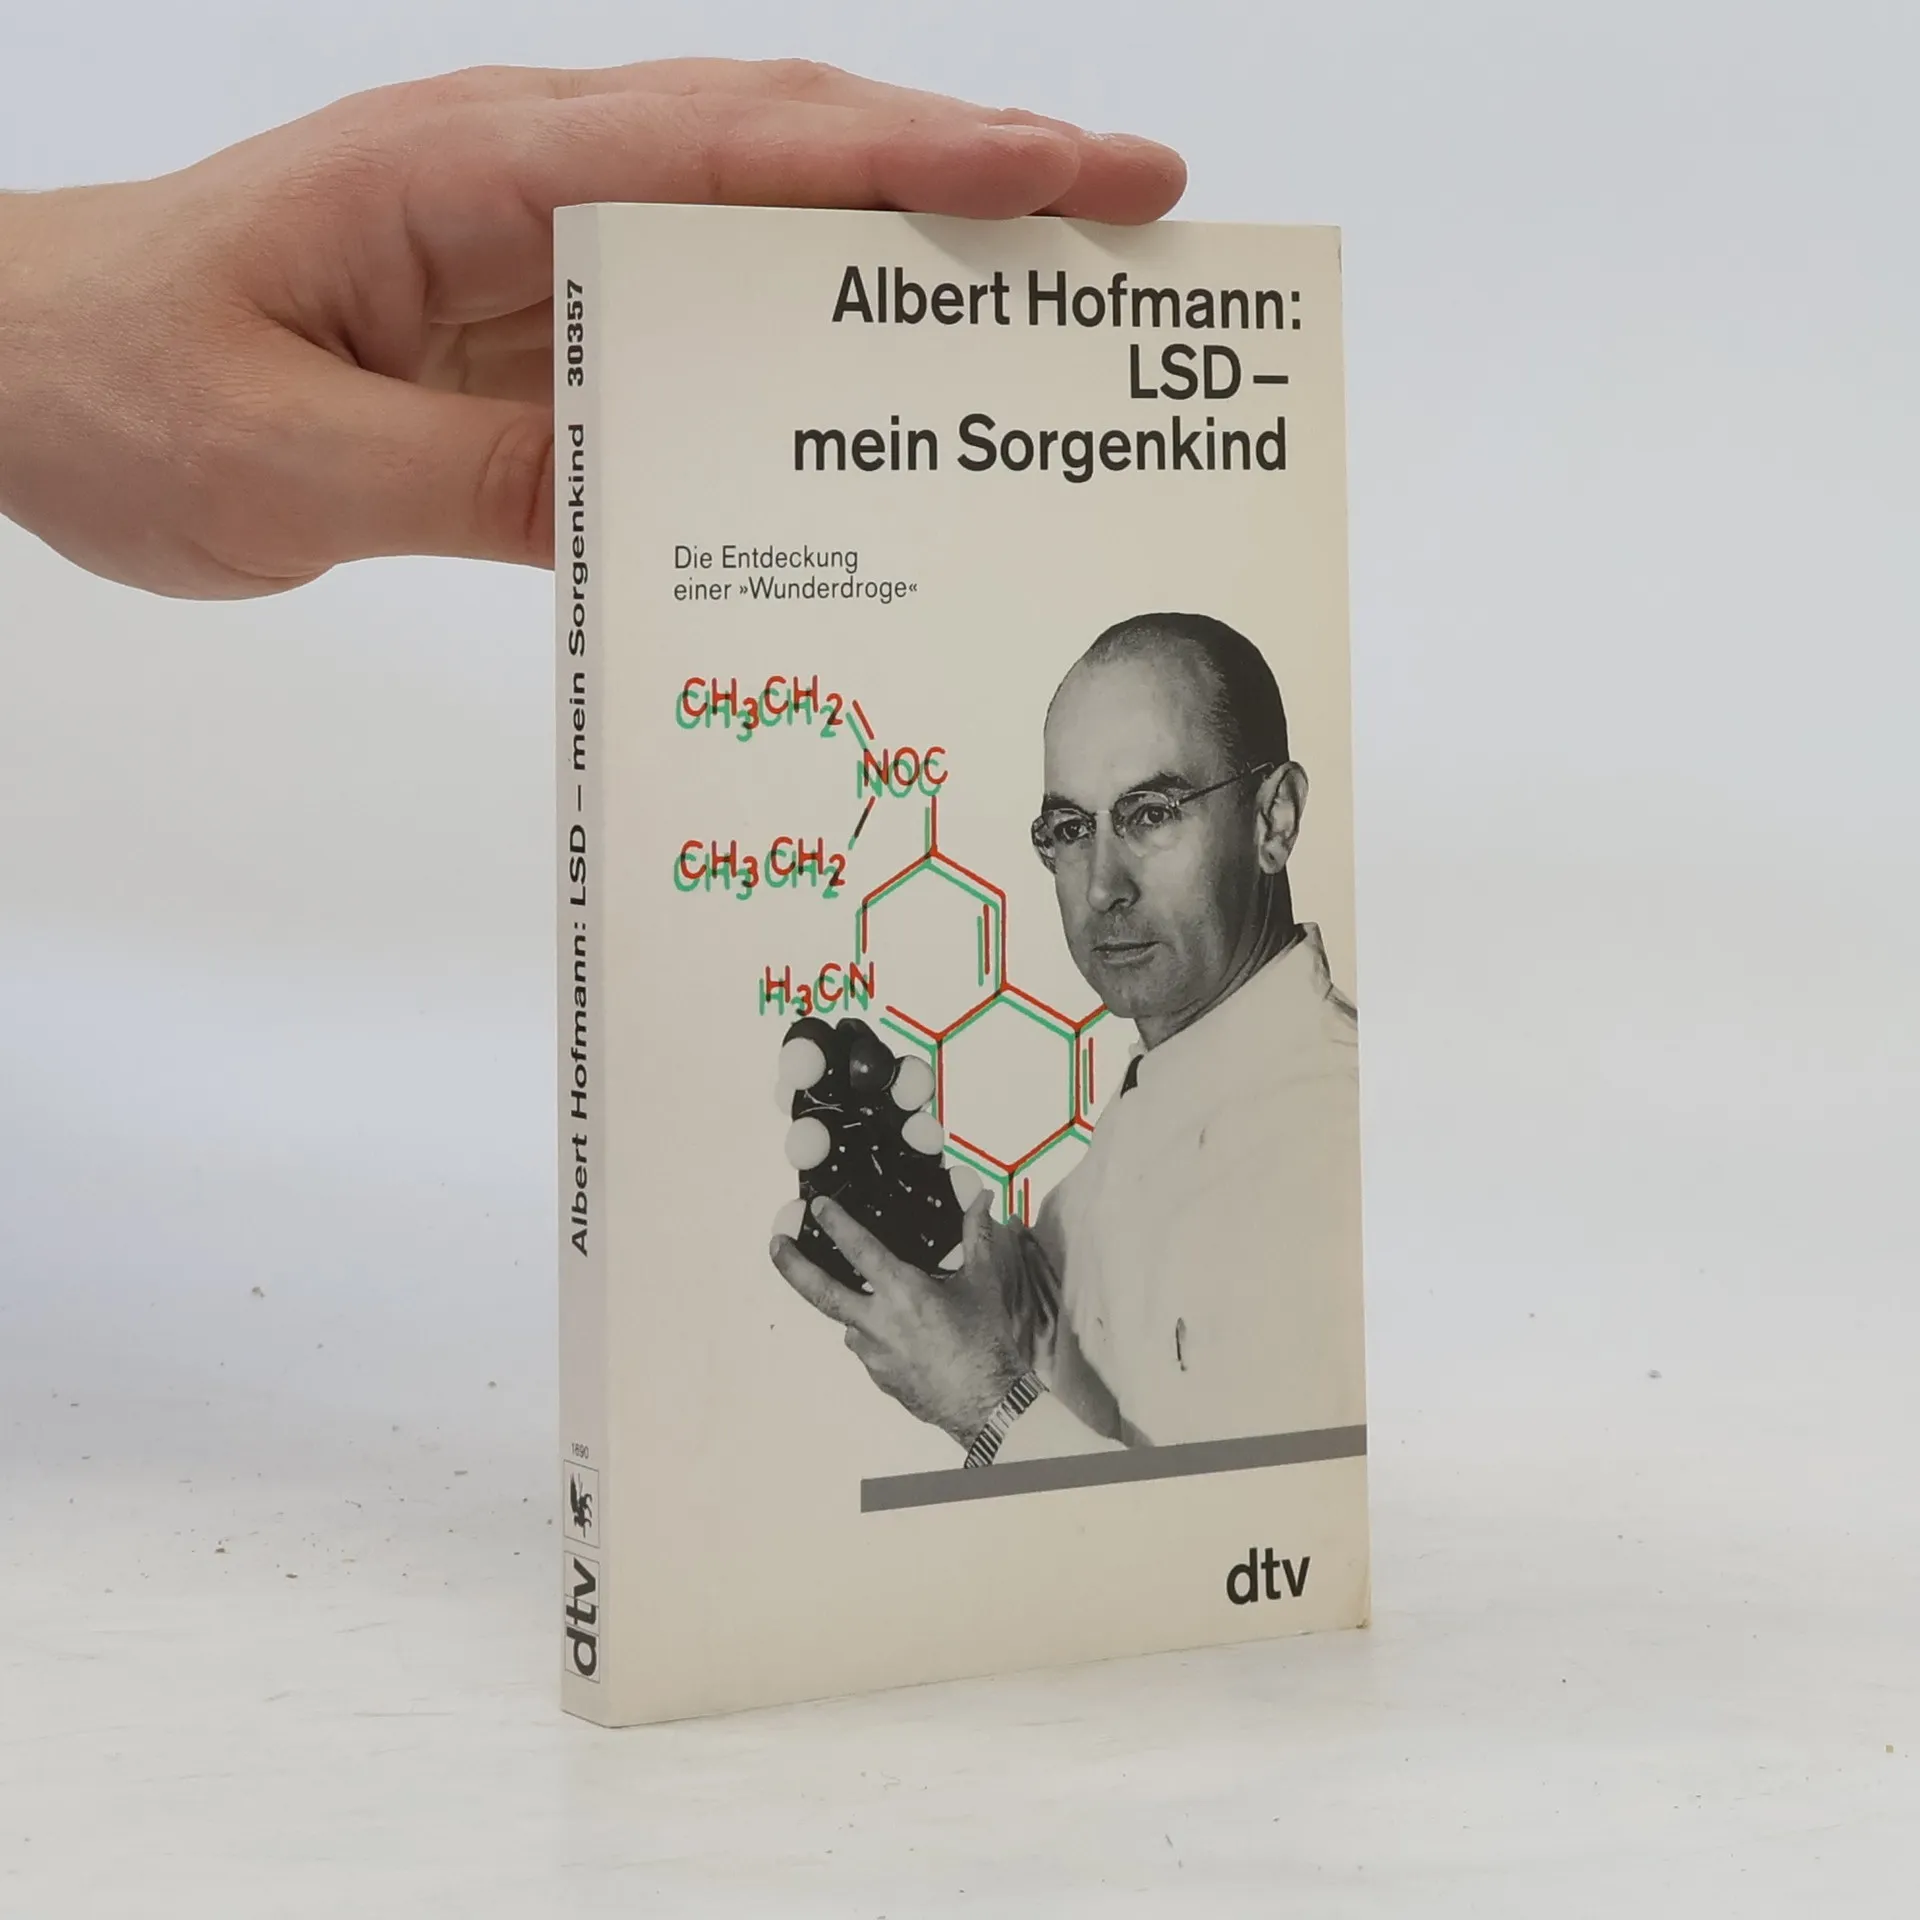 Albert Hofmann:
LSD –
mein Sorgenkind
Die Entdeckung
einer »Wunderdroge«
CH3CH2
NOC
CH3CH2
H3CN
dtv
Albert Hofmann: LSD – mein Sorgenkind 30357
1690
dtv